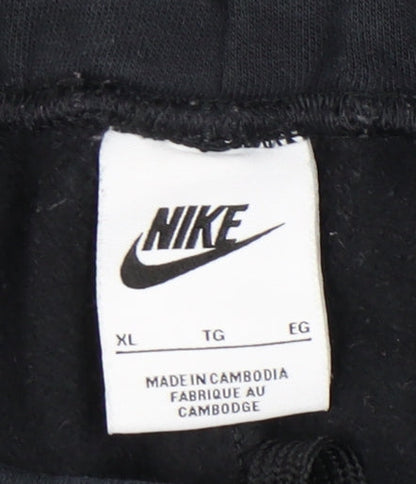 NIKE
XL TG EG
MADE IN CAMBODIA
FABRIQUE AU
CAMBODGE